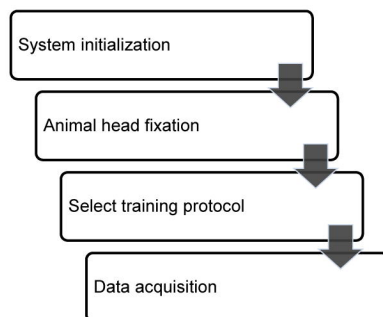 System initialization
Animal head fixation
Select training protocol
Data acquisition